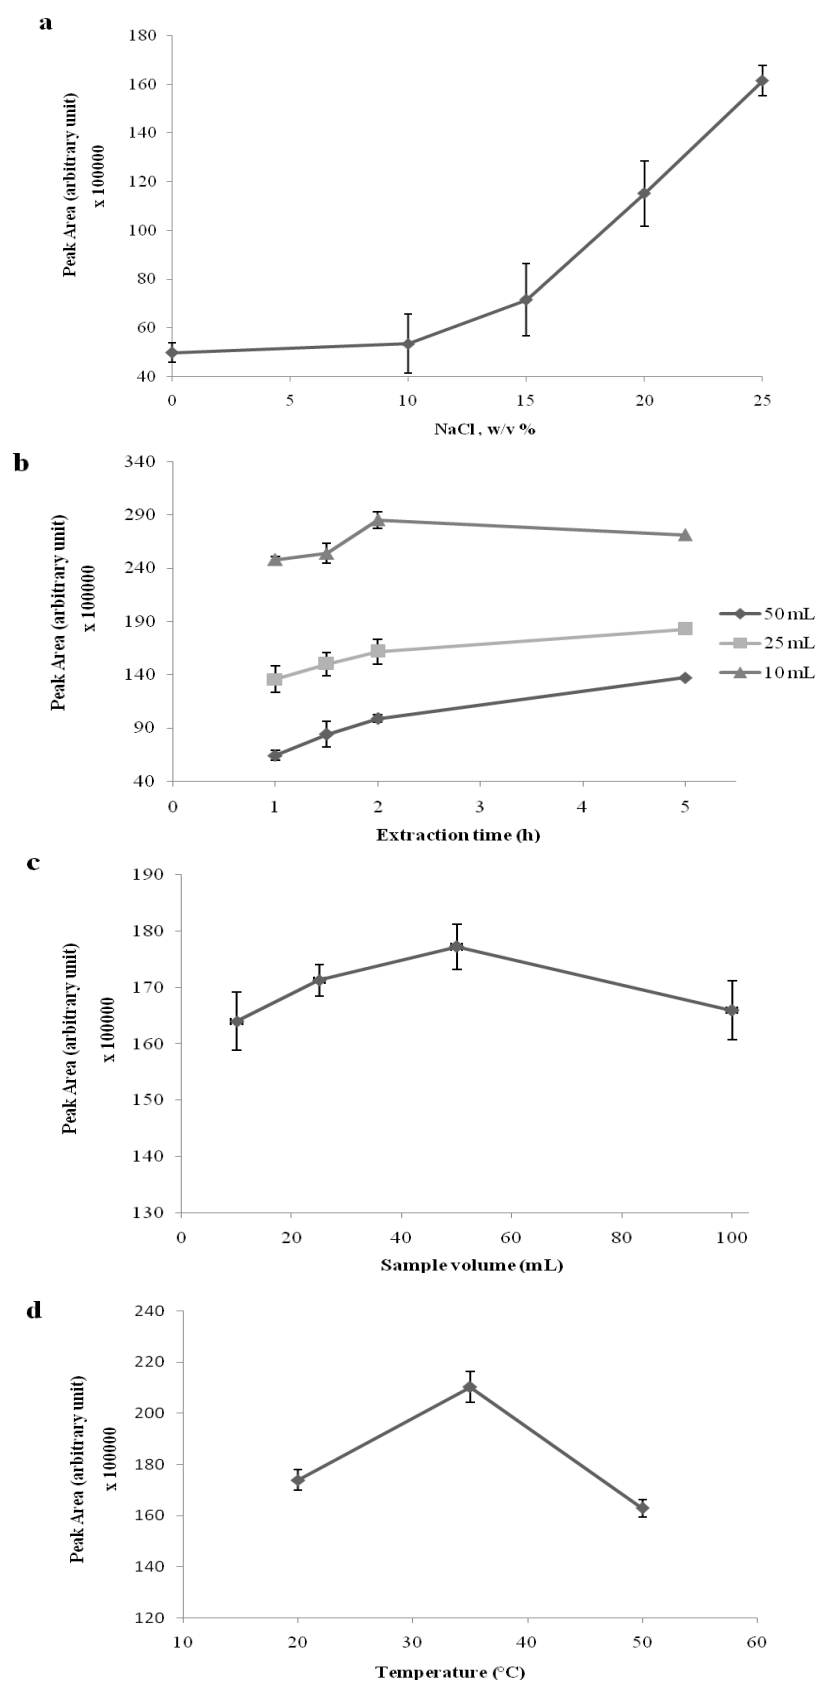 a
Peak Area (arbitrary unit)
x 100000
180
160
140
120
100
80
60
40
0 5 10 15 20 25
NaCl, w/v %
b
Peak Area (arbitrary unit)
x 100000
340
290
240
190
140
90
40
0 1 2 3 4 5
Extraction time (h)
50 mL
25 mL
10 mL
c
Peak Area (arbitrary unit)
x 100000
190
180
170
160
150
140
130
0 20 40 60 80 100
Sample volume (mL)
d
Peak Area (arbitrary unit)
x 100000
240
220
200
180
160
140
120
10 20 30 40 50 60
Temperature (°C)